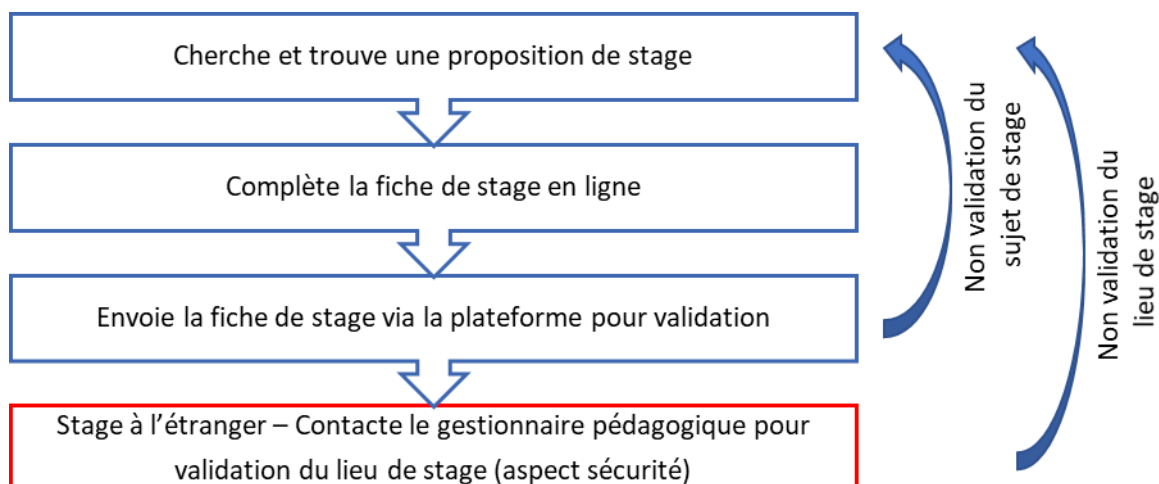 Cherche et trouve une proposition de stage
Complète la fiche de stage en ligne
Envoie la fiche de stage via la plateforme pour validation
Stage à l'étranger – Contacte le gestionnaire pédagogique pour
validation du lieu de stage (aspect sécurité)
Non validation du
sujet de stage
Non validation du
lieu de stage